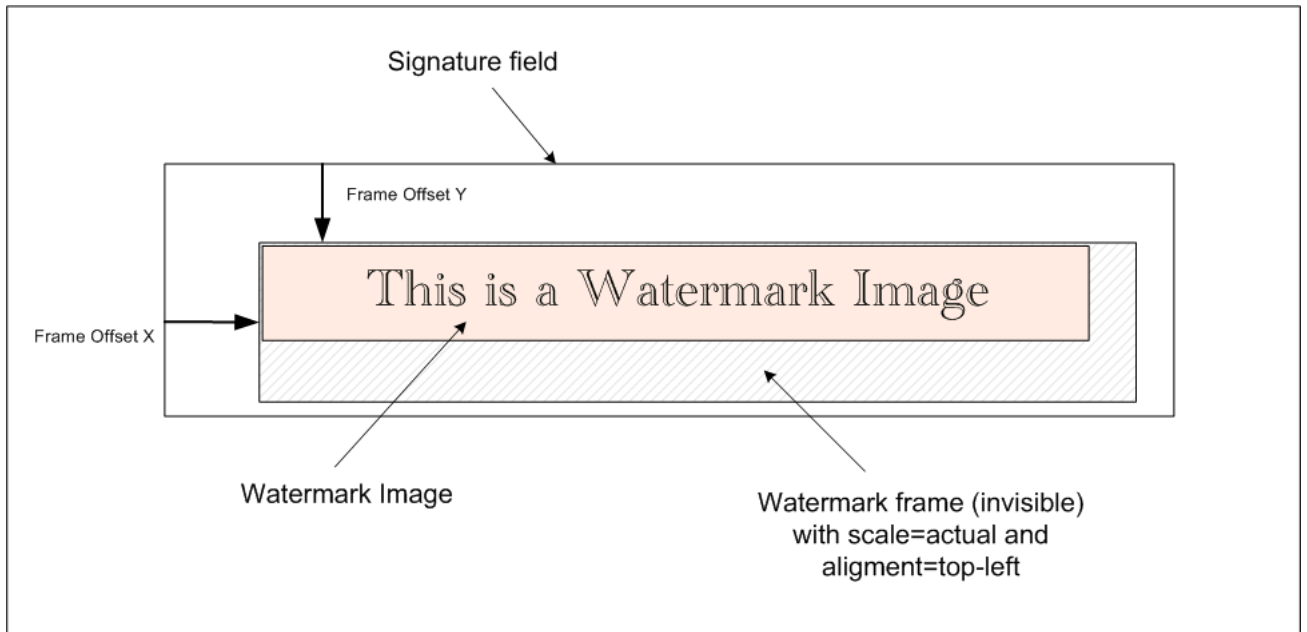 Signature field
Frame Offset Y
This is a Watermark Image
Frame Offset X
Watermark Image
Watermark frame (invisible)
with scale=actual and
aligment=top-left